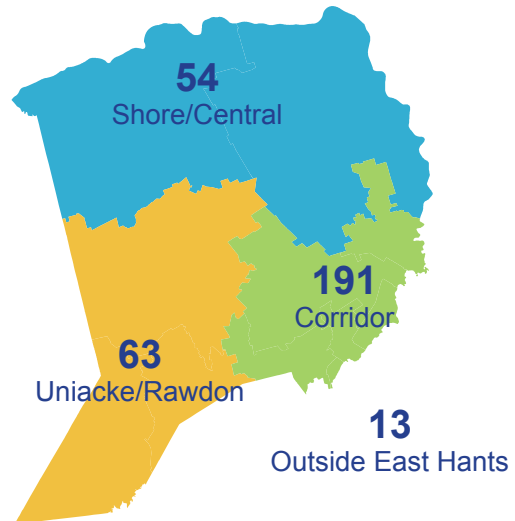 54
Shore/Central
191
Corridor
63
Uniacke/Rawdon
13
Outside East Hants